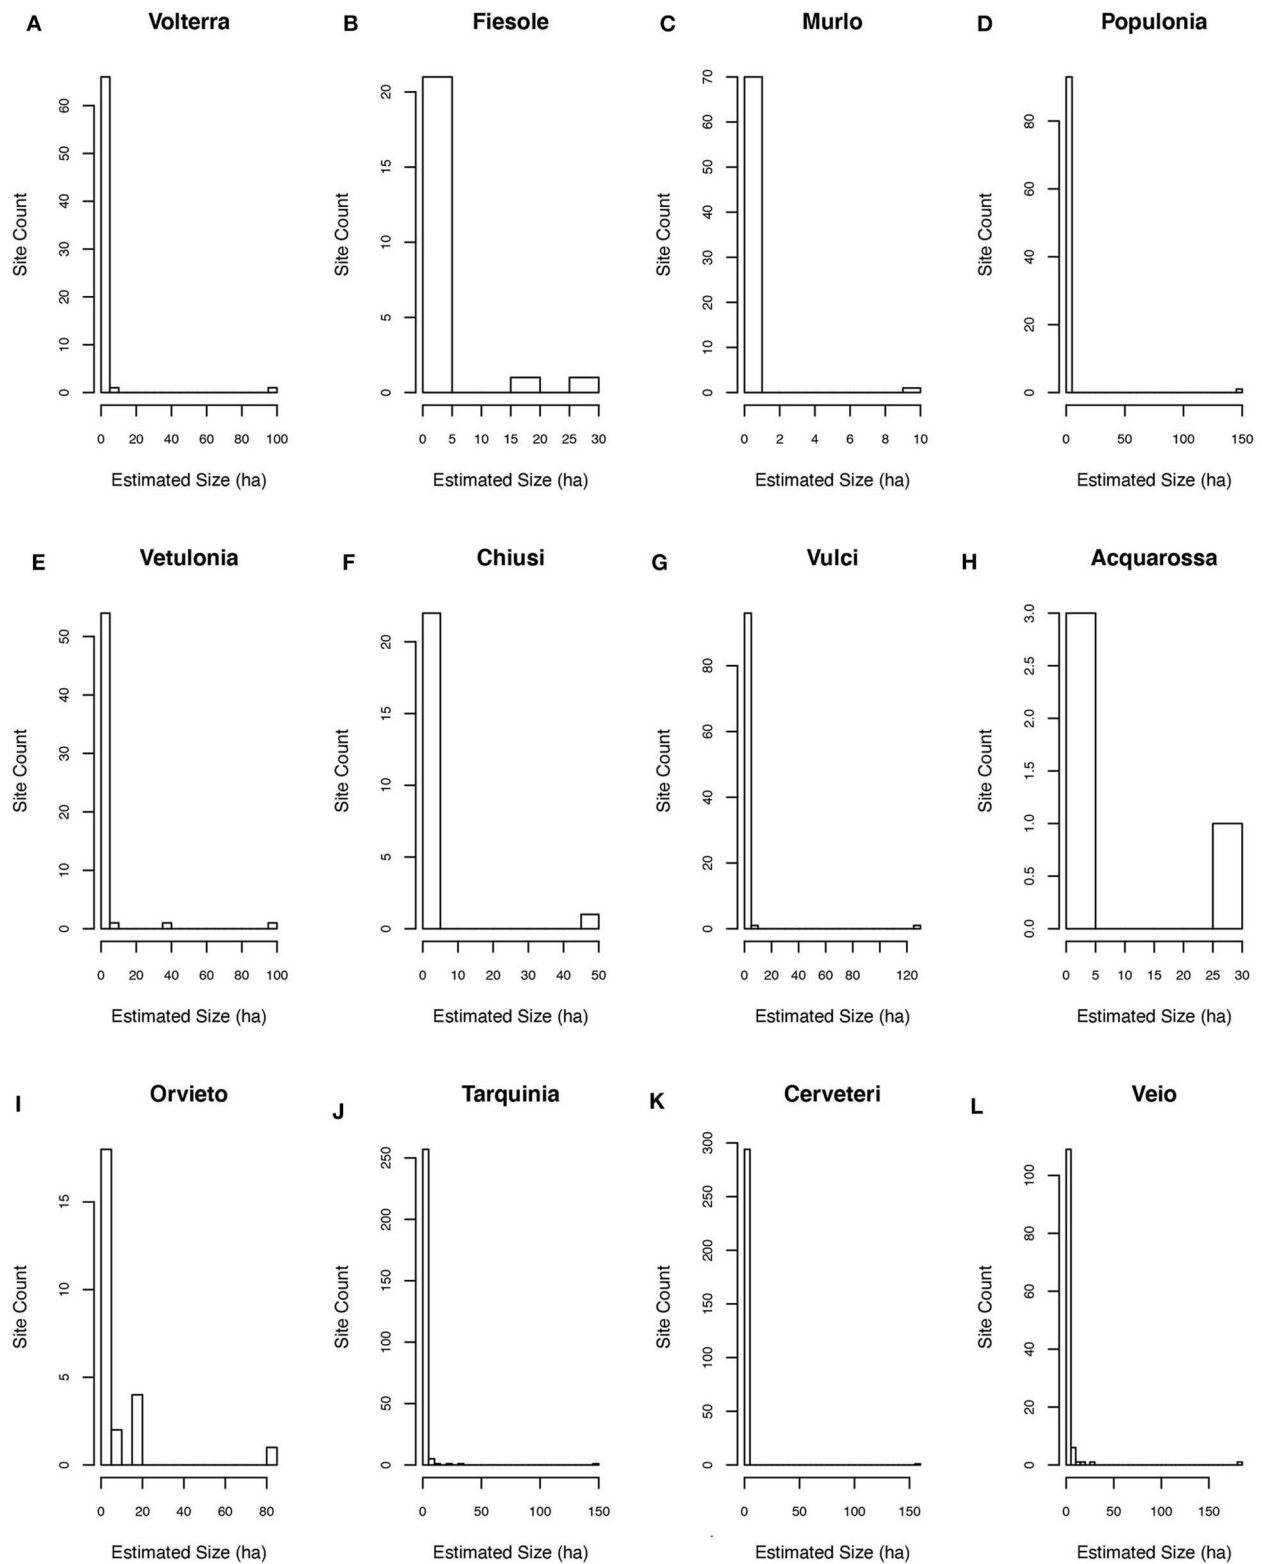 A Volterra B Fiesole C Murlo D Populonia
Site Count Site Count Site Count Site Count
0 10 20 30 40 50 60
0 5 10 15 20
0 10 20 30 40 50 60 70
0 20 40 60 80
0 20 40 60 80 100
0 5 10 15 20 25 30
0 2 4 6 8 10
0 50 100 150
Estimated Size (ha) Estimated Size (ha) Estimated Size (ha) Estimated Size (ha)
E Vetulonia F Chiusi G Vulci H Acquarossa
Site Count Site Count Site Count Site Count
0 10 20 30 40 50
0 5 10 15 20
0 20 40 60 80
0.0 0.5 1.0 1.5 2.0 2.5 3.0
0 20 40 60 80 100
0 10 20 30 40 50
0 20 40 60 80 120
0 5 10 15 20 25 30
Estimated Size (ha) Estimated Size (ha) Estimated Size (ha) Estimated Size (ha)
I Orvieto J Tarquinia K Cerveteri L Veio
Site Count Site Count Site Count Site Count
0 5 10 15
0 50 100 150 200 250
0 50 100 150 200 250 300
0 20 40 60 80 100
0 20 40 60 80
0 50 100 150
0 50 100 150
0 50 100 150
Estimated Size (ha) Estimated Size (ha) Estimated Size (ha) Estimated Size (ha)